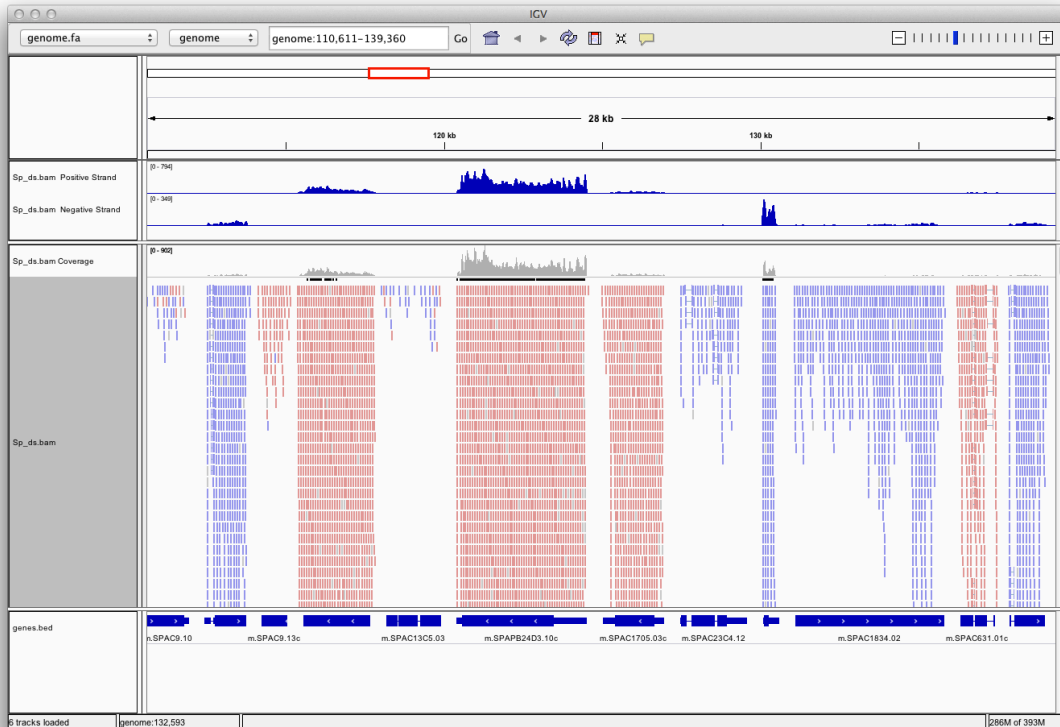 IGV
genome.fa genome genome:110,611-139,360 Go
28 kb
120 kb 130 kb
[0 - 794]
Sp_ds.bam Positive Strand
[0 - 349]
Sp_ds.bam Negative Strand
[0 - 902]
Sp_ds.bam Coverage
Sp_ds.bam
genes.bed
m.SPAC9.10 m.SPAC9.13c m.SPAC13C5.03 m.SPAPB24D3.10c m.SPAC1705.03c m.SPAC23C4.12 m.SPAC1834.02 m.SPAC631.01c
6 tracks loaded genome:132,593 286M of 393M